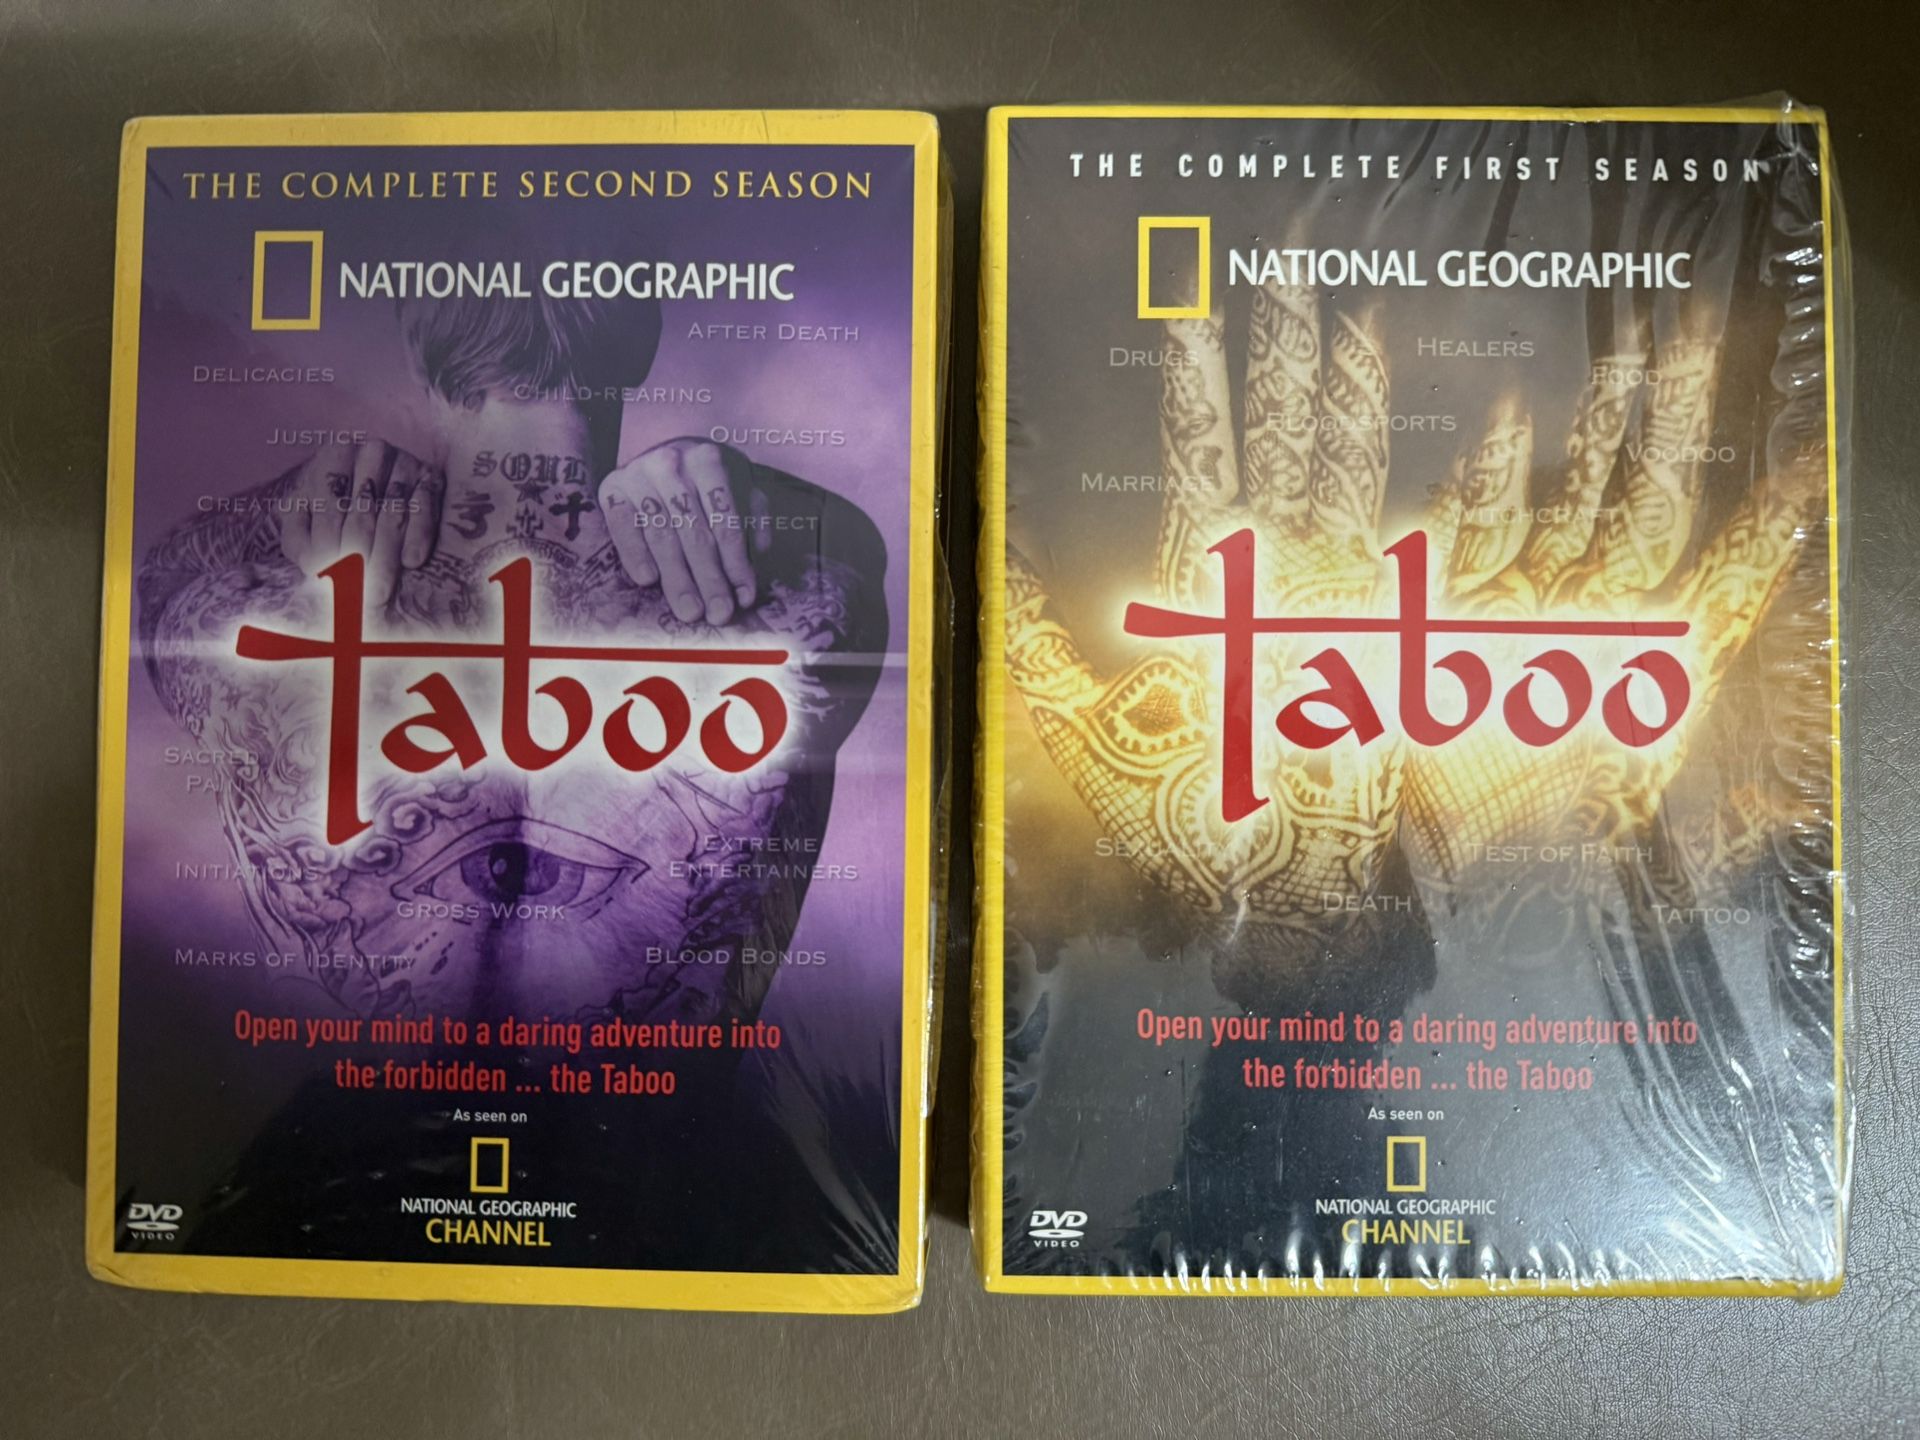 THE COMPLETE SECOND SEASON
NATIONAL GEOGRAPHIC
AFTER DEATH
DELICACIES
CHILD-REARING
JUSTICE
OUTCASTS
SOUL
CREATURE CURES
LOVE
BODY PERFECT
taboo
SACRED
PAIN
EXTREME
ENTERTAINERS
INITIATIONS
GROSS WORK
MARKS OF IDENTITY
BLOOD BONDS
Open your mind to a daring adventure into
the forbidden ... the Taboo
As seen on
NATIONAL GEOGRAPHIC
CHANNEL
DVD
VIDEO
THE COMPLETE FIRST SEASON
NATIONAL GEOGRAPHIC
DRUGS
HEALERS
FOOD
BLOODSPORTS
VOODOO
MARRIAGE
WITCHCRAFT
taboo
SEXUALITY
TEST OF FAITH
DEATH
TATTOO
Open your mind to a daring adventure into
the forbidden ... the Taboo
As seen on
NATIONAL GEOGRAPHIC
CHANNEL
DVD
VIDEO